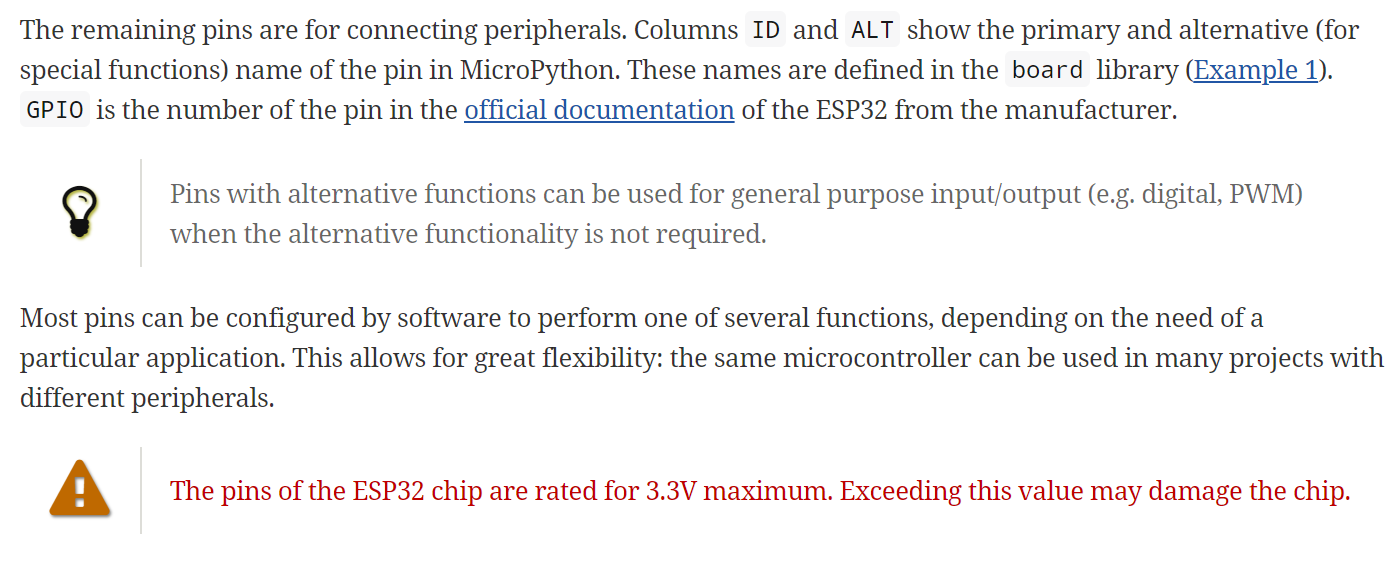 The remaining pins are for connecting peripherals. Columns ID and ALT show the primary and alternative (for
special functions) name of the pin in MicroPython. These names are defined in the board library (Example 1).
GPIO is the number of the pin in the official documentation of the ESP32 from the manufacturer.
Pins with alternative functions can be used for general purpose input/output (e.g. digital, PWM)
when the alternative functionality is not required.
Most pins can be configured by software to perform one of several functions, depending on the need of a
particular application. This allows for great flexibility: the same microcontroller can be used in many projects with
different peripherals.
The pins of the ESP32 chip are rated for 3.3V maximum. Exceeding this value may damage the chip.